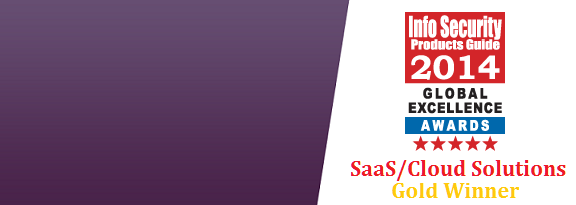 Info Security
Products Guide
2014
GLOBAL
EXCELLENCE
AWARDS
SaaS/Cloud Solutions
Gold Winner